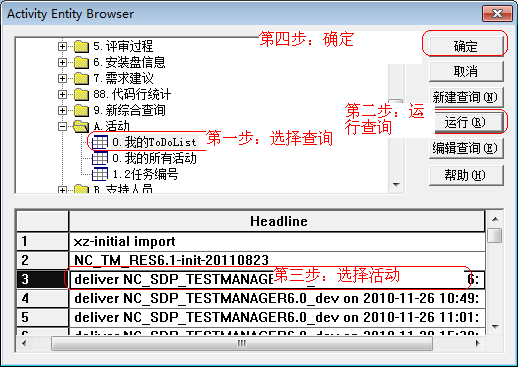 Activity Entity Browser
5.评审过程
6.安装盘信息
7.需求建议
88.代码行统计
9.新综合查询
A.活动
0.我的ToDoList
0.我的所有活动
1.2任务编号
B.支持人员
第四步：确定
第二步：运
行查询
第一步：选择查询
确定
取消
新建查询(N)
运行(R)
编辑查询(E)
帮助(H)
Headline
1 xz-initial import
2 NC_TM_RES6.1-init-20110823
3 deliver NC_SDP_TESTMANAGER 第三步：选择活动 6:
4 deliver NC_SDP_TESTMANAGER6.0_dev on 2010-11-26 10:49:
5 deliver NC_SDP_TESTMANAGER6.0_dev on 2010-11-26 11:01: